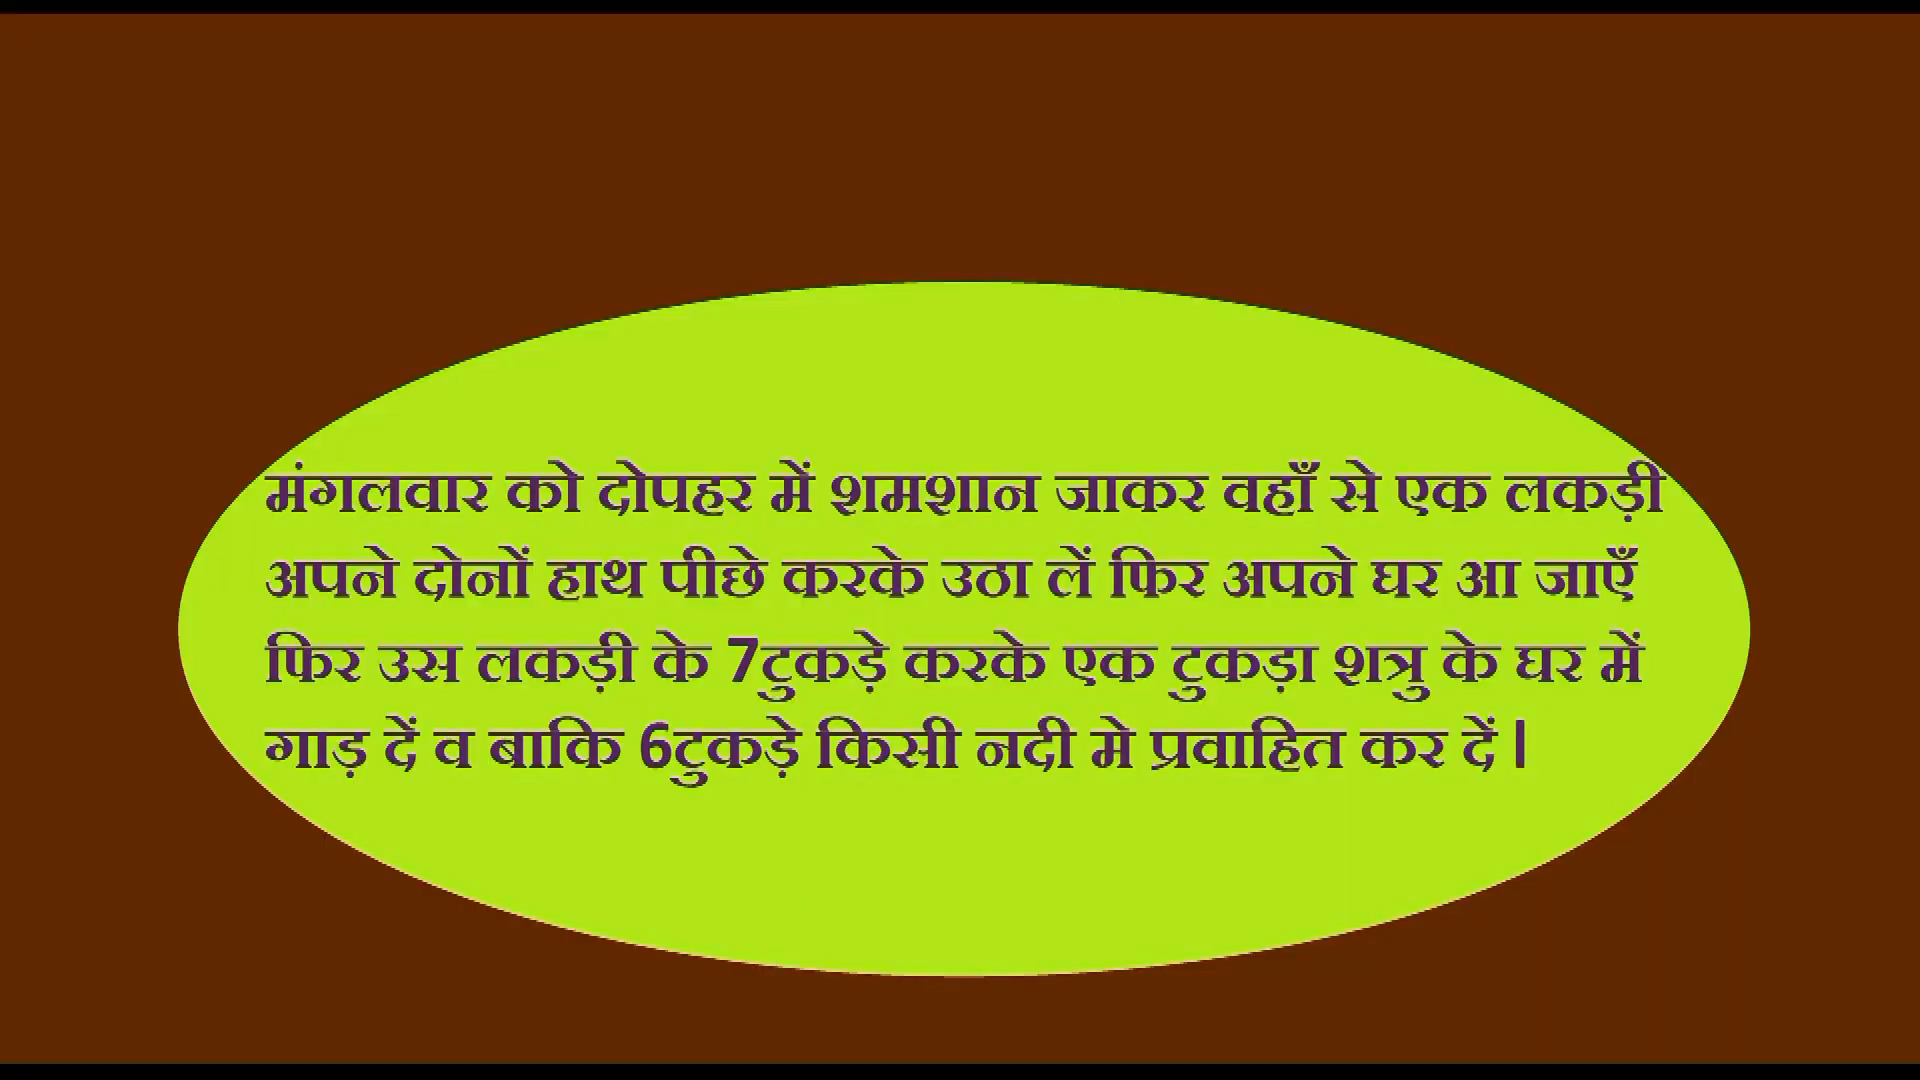 मंगलवार को दोपहर में शमशान जाकर वहाँ से एक लकड़ी
अपने दोनों हाथ पीछे करके उठा लें फिर अपने घर आ जाएँ
फिर उस लकड़ी के 7टुकड़े करके एक टुकड़ा शत्रु के घर में
गाड़ दें व बाकि 6टुकड़े किसी नदी मे प्रवाहित कर दें।